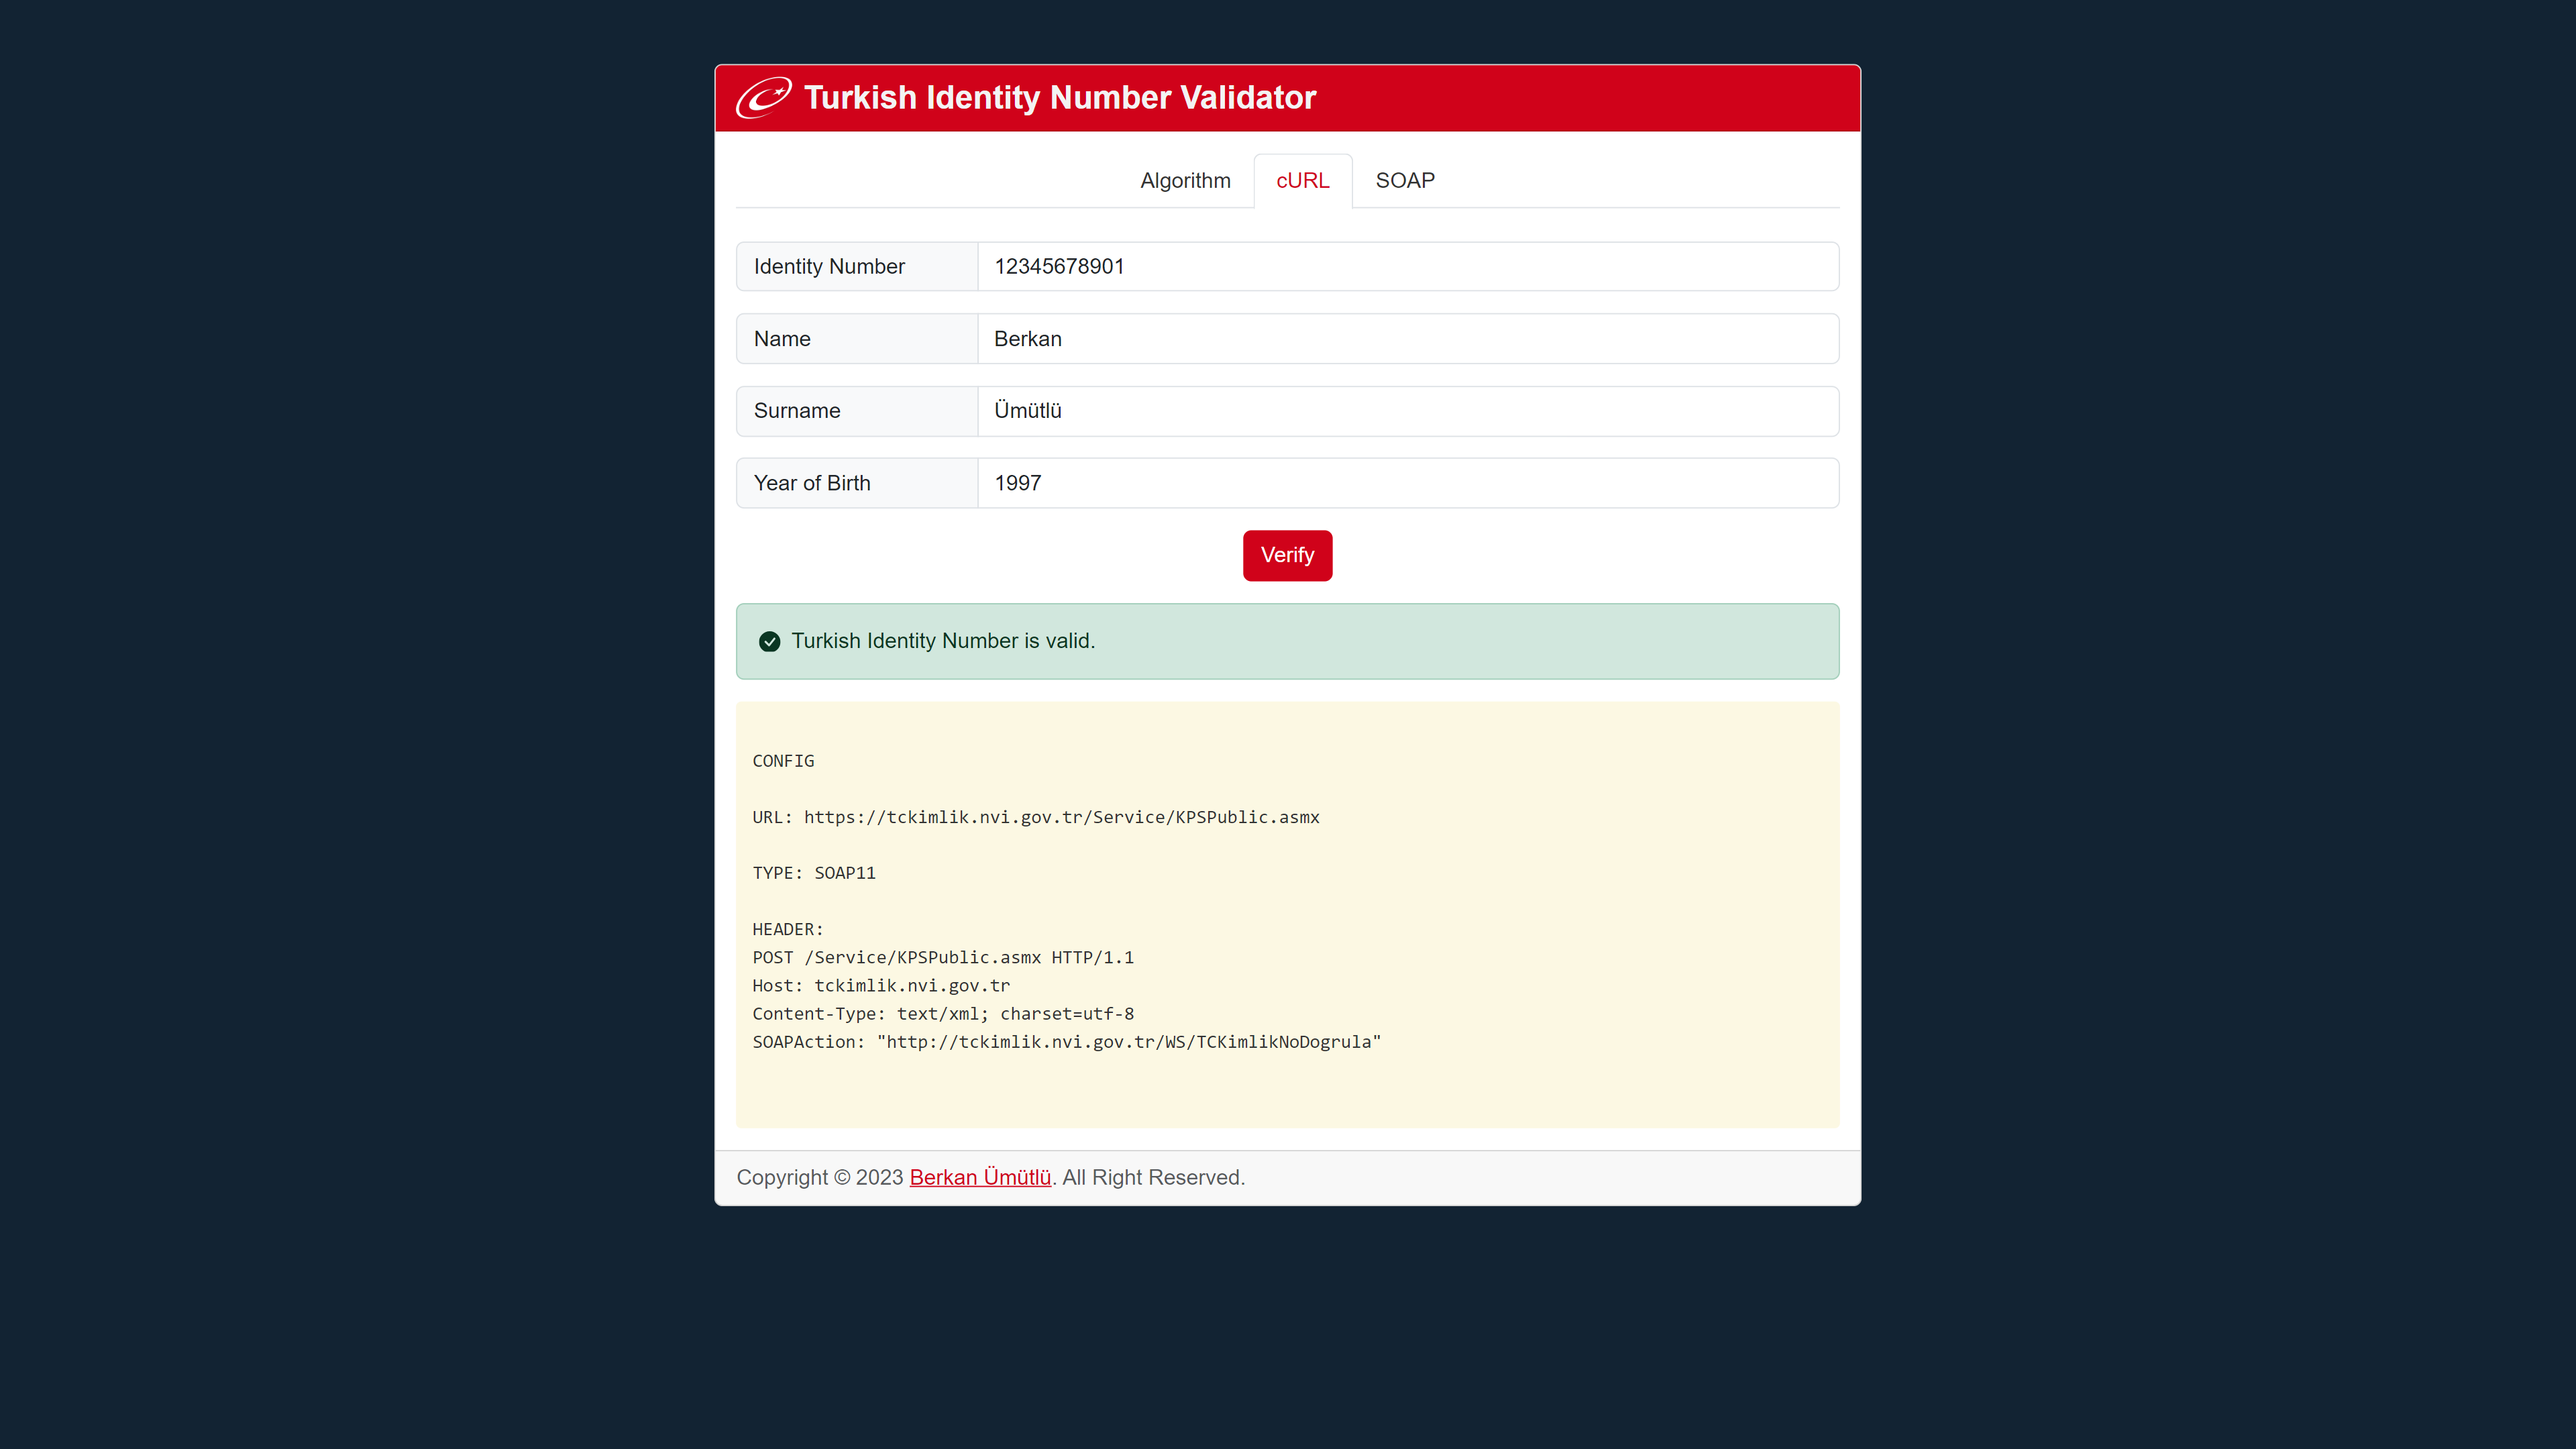 Turkish Identity Number Validator
Algorithm cURL SOAP
Identity Number 12345678901
Name Berkan
Surname Ümütlü
Year of Birth 1997
Verify
Turkish Identity Number is valid.
CONFIG
URL: https://tckimlik.nvi.gov.tr/Service/KPSPublic.asmx
TYPE: SOAP11
HEADER:
POST /Service/KPSPublic.asmx HTTP/1.1
Host: tckimlik.nvi.gov.tr
Content-Type: text/xml; charset=utf-8
SOAPAction: "http://tckimlik.nvi.gov.tr/WS/TCKimlikNoDogrula"
Copyright © 2023 Berkan Ümütlü. All Right Reserved.